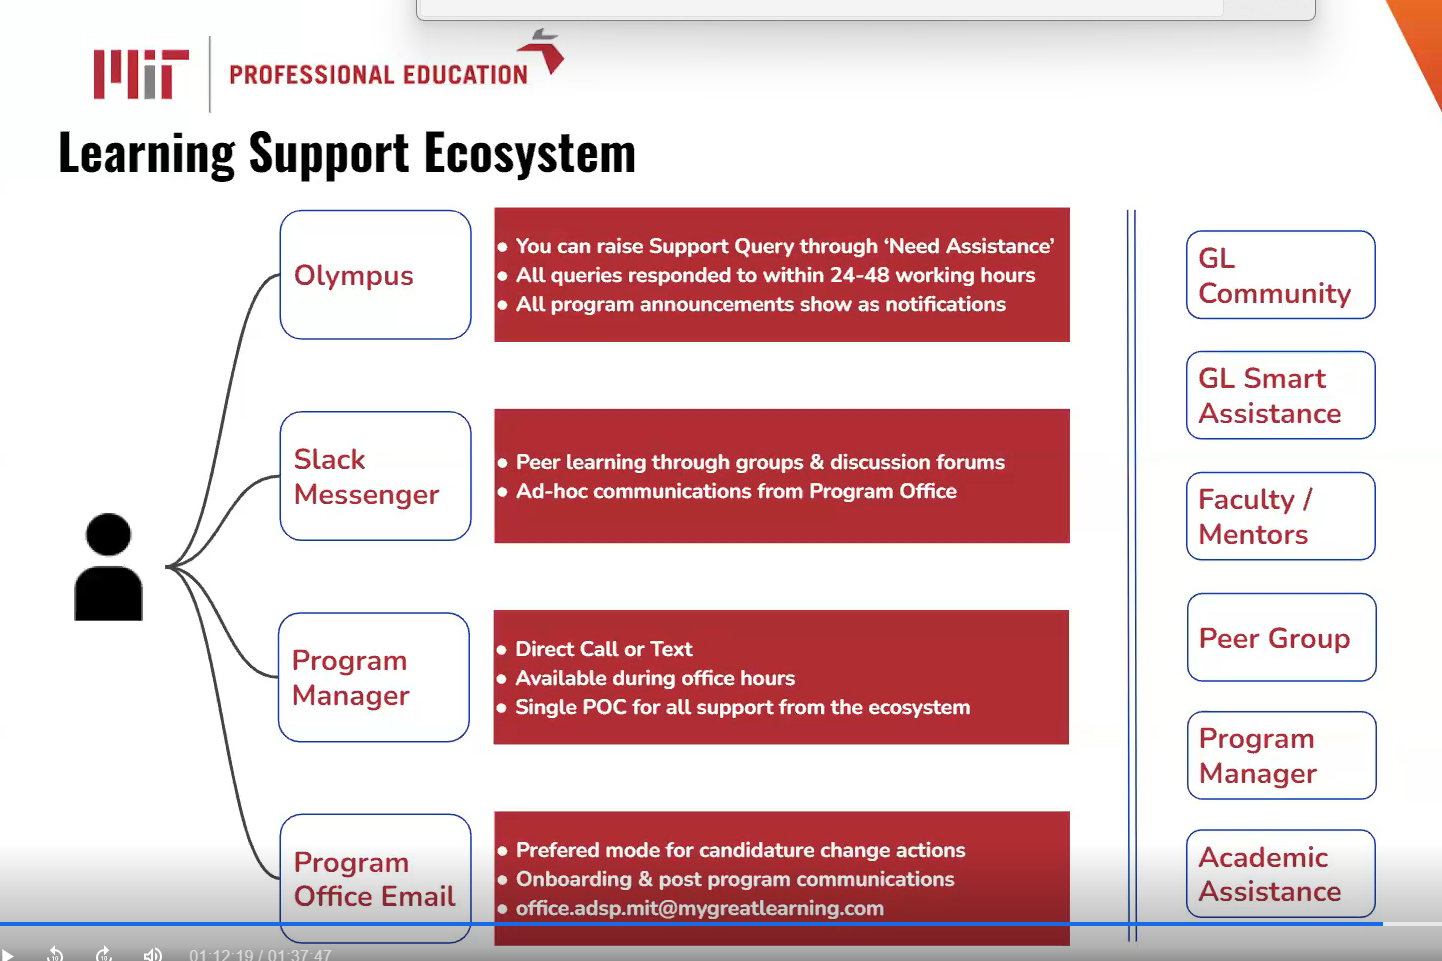 MIT
PROFESSIONAL EDUCATION
Learning Support Ecosystem
Olympus
• You can raise Support Query through ‘Need Assistance’
• All queries responded to within 24-48 working hours
• All program announcements show as notifications
Slack
Messenger
• Peer learning through groups & discussion forums
• Ad-hoc communications from Program Office
Program
Manager
• Direct Call or Text
• Available during office hours
• Single POC for all support from the ecosystem
Program
Office Email
• Prefered mode for candidature change actions
• Onboarding & post program communications
• office.adsp.mit@mygreatlearning.com
GL
Community
GL Smart
Assistance
Faculty /
Mentors
Peer Group
Program
Manager
Academic
Assistance
10 10 01:12:19 / 01:37:47